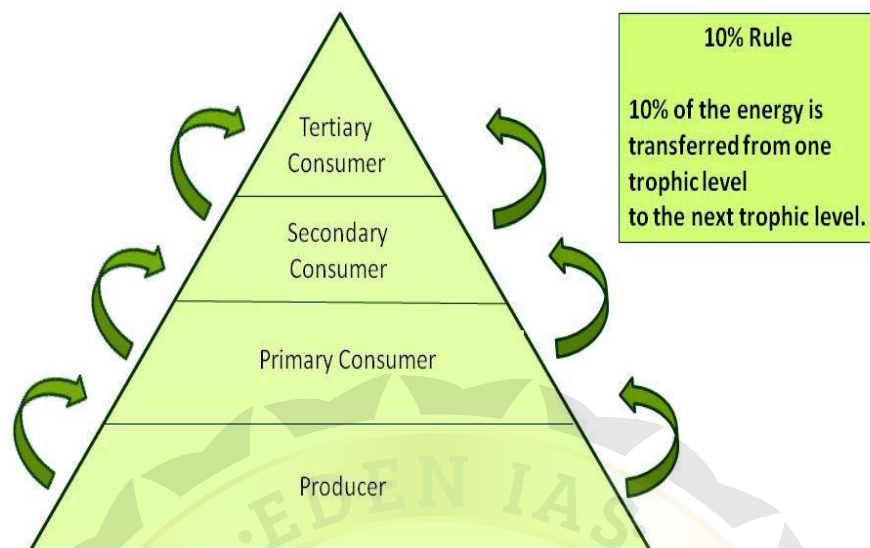 10% Rule
10% of the energy is
transferred from one
trophic level
to the next trophic level.
Tertiary
Consumer
Secondary
Consumer
Primary Consumer
Producer
EDEN IAS